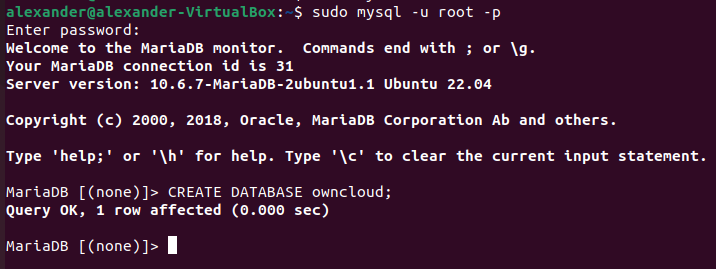 alexander@alexander-VirtualBox:~$ sudo mysql -u root -p
Enter password:
Welcome to the MariaDB monitor.  Commands end with ; or \g.
Your MariaDB connection id is 31
Server version: 10.6.7-MariaDB-2ubuntu1.1 Ubuntu 22.04
Copyright (c) 2000, 2018, Oracle, MariaDB Corporation Ab and others.
Type 'help;' or '\h' for help. Type '\c' to clear the current input statement.
MariaDB [(none)]> CREATE DATABASE owncloud;
Query OK, 1 row affected (0.000 sec)
MariaDB [(none)]>